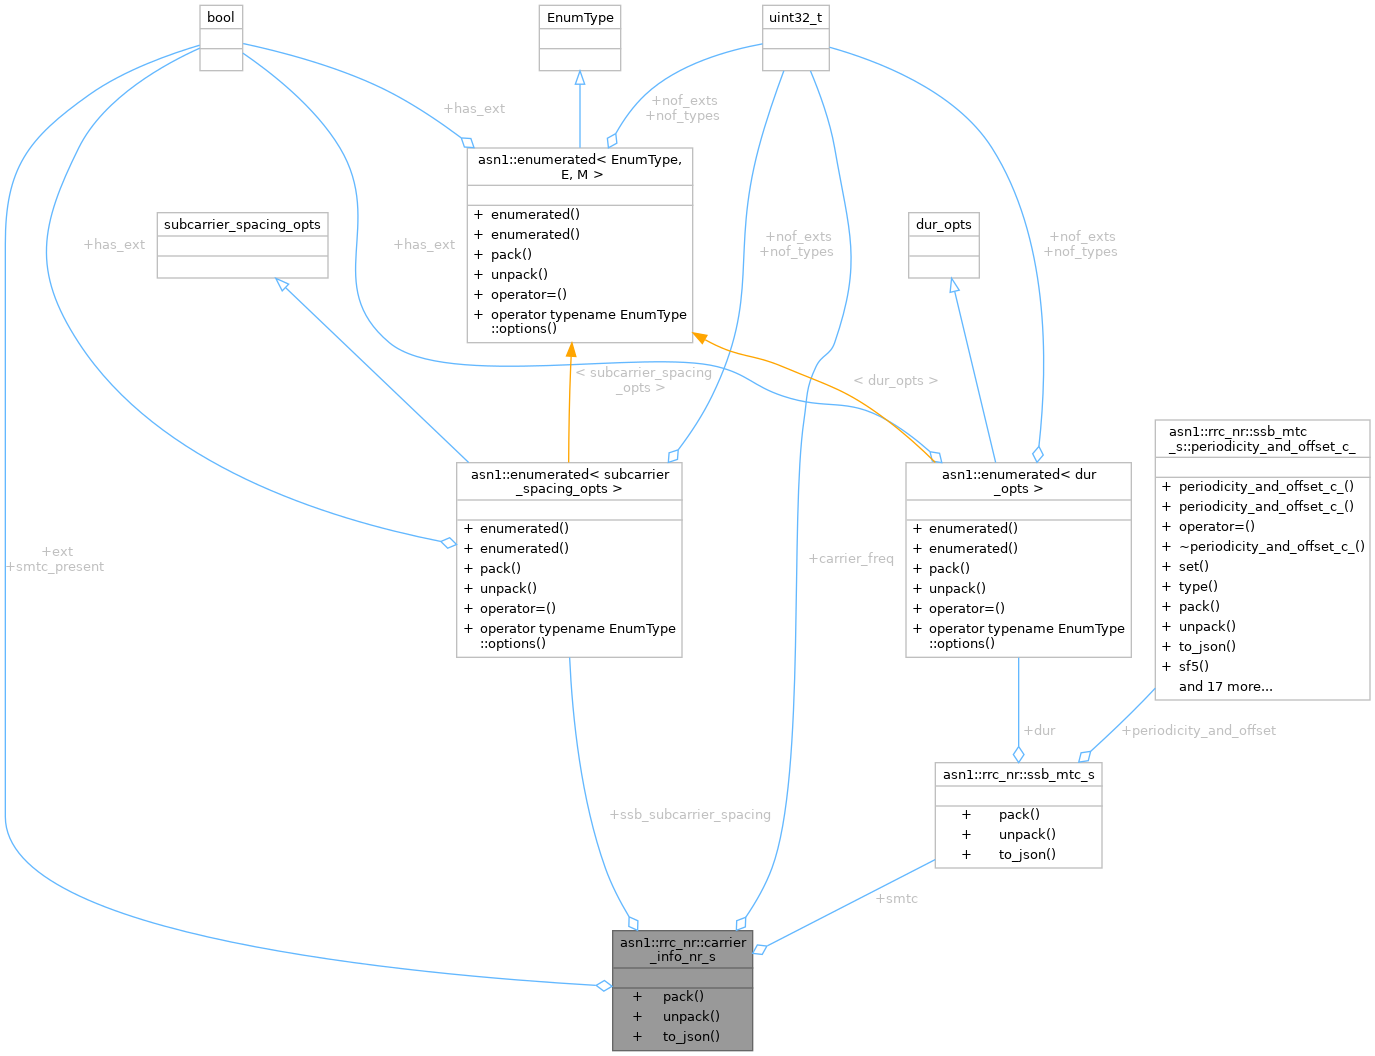 bool
EnumType
uint32_t
+has_ext
+nof_exts
+nof_types
asn1::enumerated< EnumType,
E, M >
+ enumerated()
+ enumerated()
+ pack()
+ unpack()
+ operator=()
+ operator typename EnumType
::options()
subcarrier_spacing_opts
dur_opts
+has_ext
+has_ext
+nof_exts
+nof_types
+nof_exts
+nof_types
< subcarrier_spacing
_opts >
< dur_opts >
asn1::rrc_nr::ssb_mtc
_s::periodicity_and_offset_c_
+ periodicity_and_offset_c_()
+ periodicity_and_offset_c_()
+ operator=()
+ ~periodicity_and_offset_c_()
+ set()
+ type()
+ pack()
+ unpack()
+ to_json()
+ sf5()
and 17 more...
asn1::enumerated< subcarrier
_spacing_opts >
+ enumerated()
+ enumerated()
+ pack()
+ unpack()
+ operator=()
+ operator typename EnumType
::options()
asn1::enumerated< dur
_opts >
+ enumerated()
+ enumerated()
+ pack()
+ unpack()
+ operator=()
+ operator typename EnumType
::options()
+ext
+smtc_present
+carrier_freq
+dur
+periodicity_and_offset
asn1::rrc_nr::ssb_mtc_s
+ pack()
+ unpack()
+ to_json()
+ssb_subcarrier_spacing
+smtc
asn1::rrc_nr::carrier
_info_nr_s
+ pack()
+ unpack()
+ to_json()